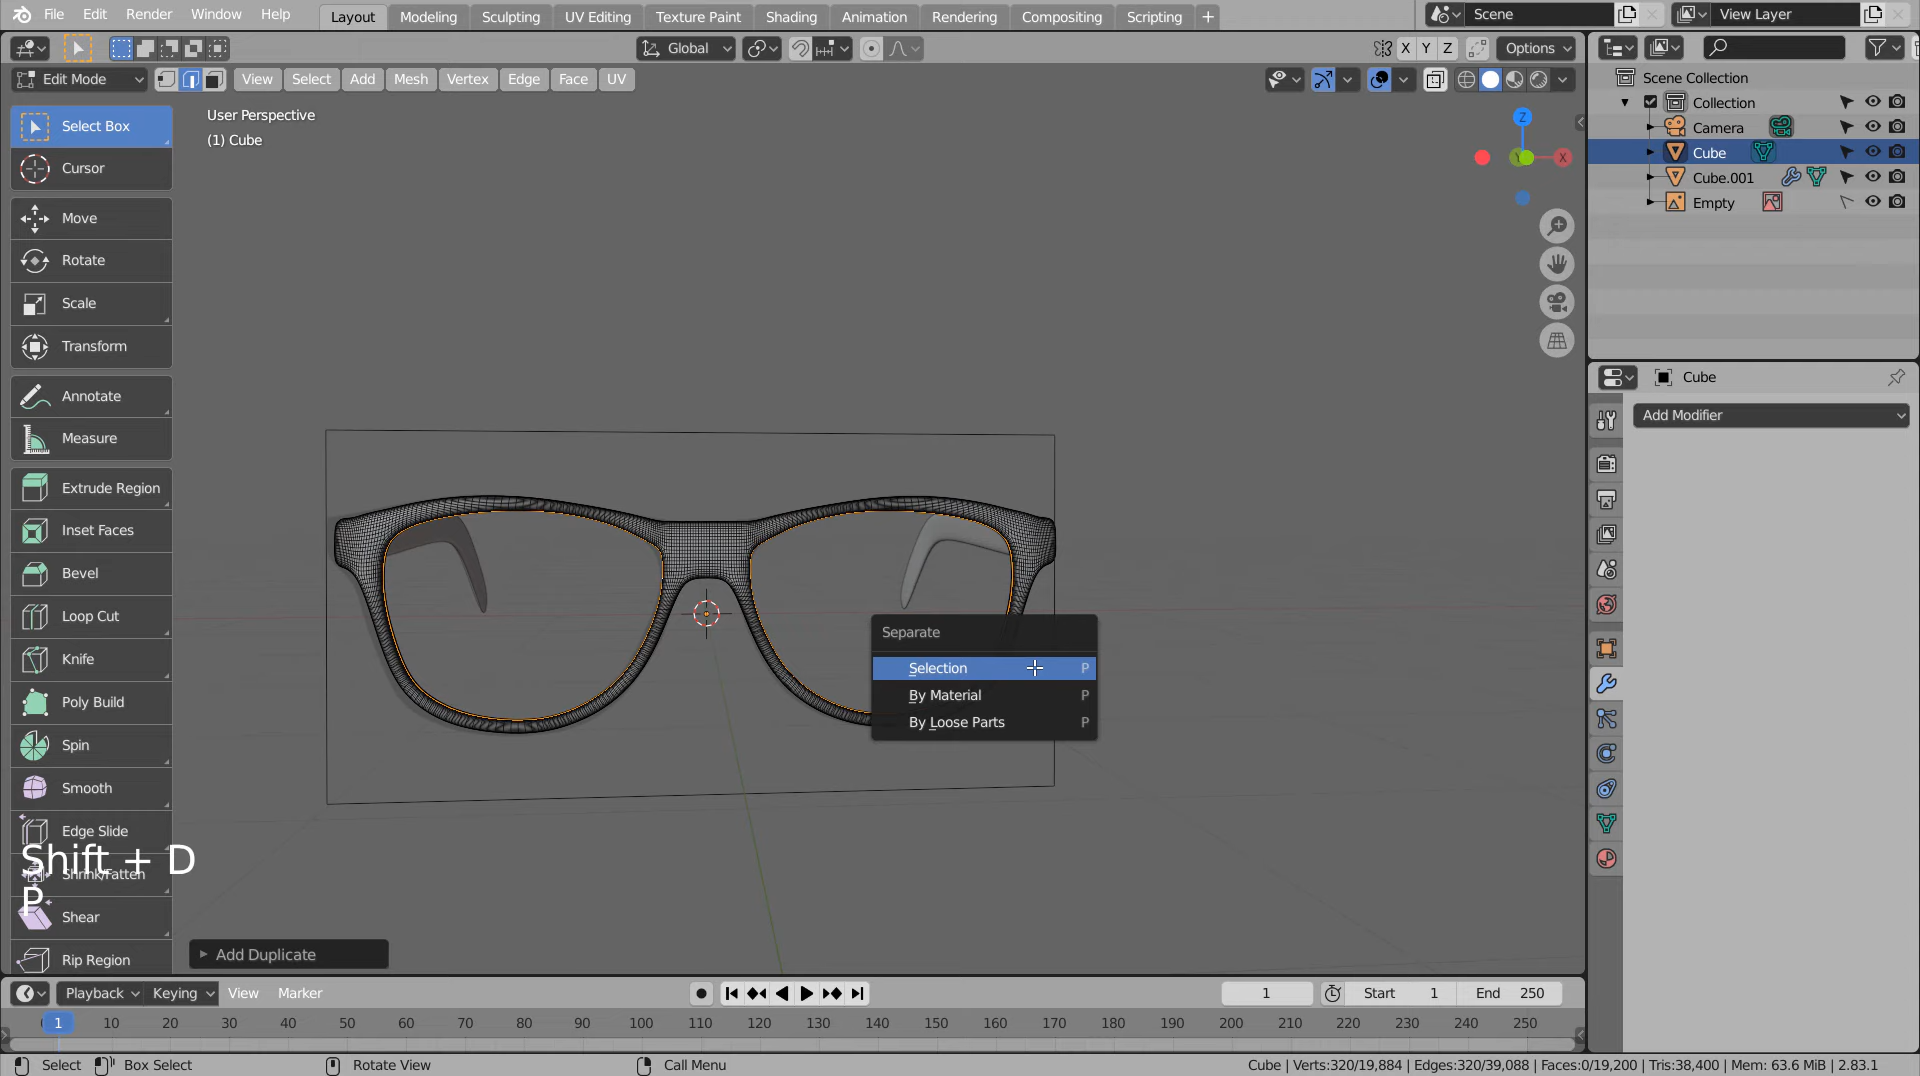 File Edit Render Window Help Layout Modeling Sculpting UV Editing Texture Paint Shading Animation Rendering Compositing Scripting + Scene View Layer
Global X Y Z Options
Edit Mode View Select Add Mesh Vertex Edge Face UV
Select Box
Cursor
Move
Rotate
Scale
Transform
Annotate
Measure
Extrude Region
Inset Faces
Bevel
Loop Cut
Knife
Poly Build
Spin
Smooth
Edge Slide
Shrink/Fatten
Shear
Rip Region
Shift + D
P
User Perspective
(1) Cube
Z
Y
X
Separate
Selection P
By Material P
By Loose Parts P
Add Duplicate
Scene Collection
Collection
Camera
Cube
Cube.001
Empty
Cube
Add Modifier
Playback Keying View Marker 1 Start 1 End 250
1 10 20 30 40 50 60 70 80 90 100 110 120 130 140 150 160 170 180 190 200 210 220 230 240 250
Select Box Select Rotate View Call Menu Cube | Verts:320/19,884 | Edges:320/39,088 | Faces:0/19,200 | Tris:38,400 | Mem: 63.6 MiB | 2.83.1